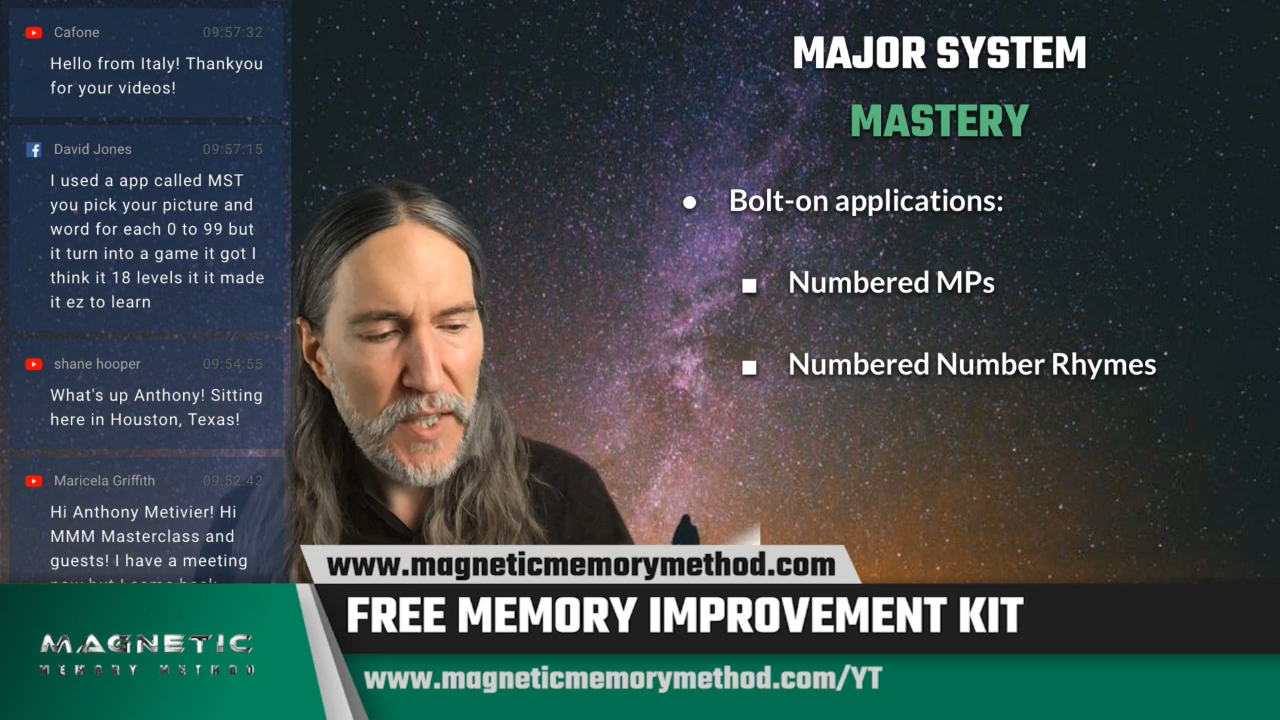 Cafone 09:57:32
Hello from Italy! Thankyou
for your videos!
David Jones 09:57:15
I used a app called MST
you pick your picture and
word for each 0 to 99 but
it turn into a game it got I
think it 18 levels it it made
it ez to learn
shane hooper 09:54:55
What's up Anthony! Sitting
here in Houston, Texas!
Maricela Griffith 09:52:42
Hi Anthony Metivier! Hi
MMM Masterclass and
guests! I have a meeting
MAJOR SYSTEM
MASTERY
● Bolt-on applications:
■ Numbered MPs
■ Numbered Number Rhymes
www.magneticmemorymethod.com
FREE MEMORY IMPROVEMENT KIT
www.magneticmemorymethod.com/YT
MAGNETIC
MEMORY METHOD